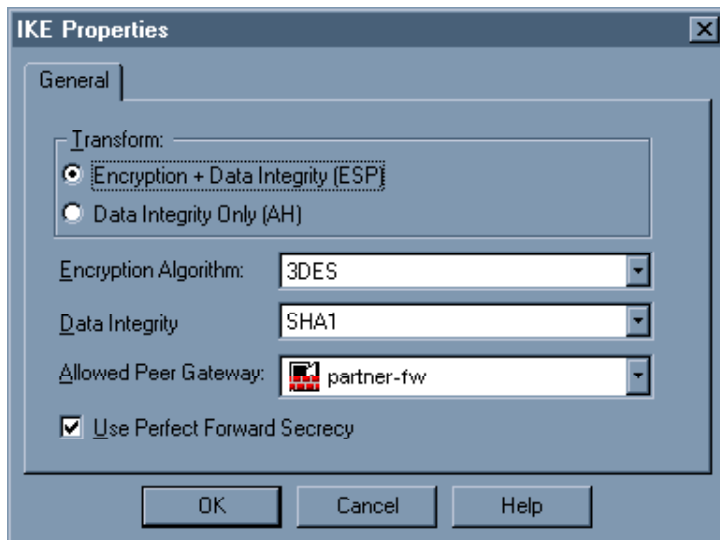 IKE Properties
General
Transform:
Encryption + Data Integrity (ESP)
Data Integrity Only (AH)
Encryption Algorithm: 3DES
Data Integrity SHA1
Allowed Peer Gateway: partner-fw
Use Perfect Forward Secrecy
OK Cancel Help